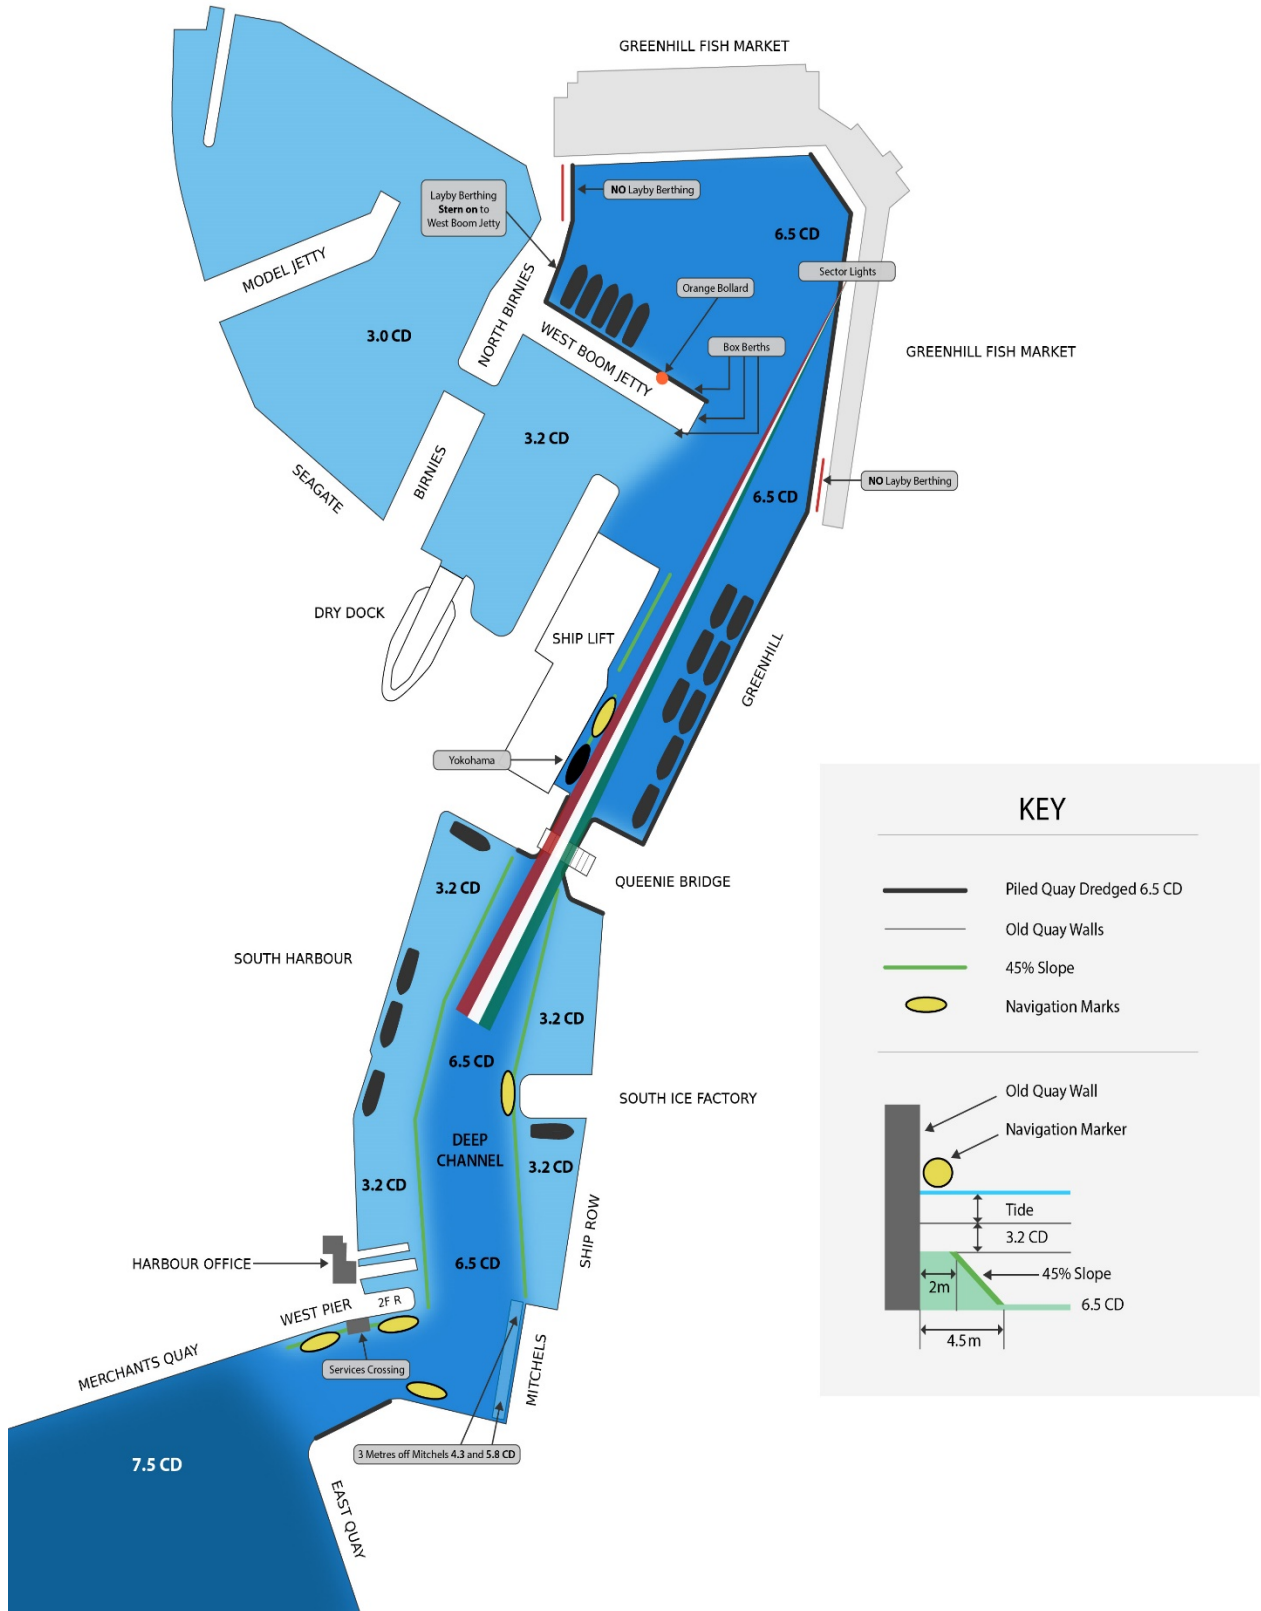 GREENHILL FISH MARKET
Layby Berthing
Stern on to
West Boom Jetty
NO Layby Berthing
6.5 CD
Sector Lights
MODEL JETTY
NORTH BIRNIES
Orange Bollard
3.0 CD
WEST BOOM JETTY
Box Berths
GREENHILL FISH MARKET
3.2 CD
SEAGATE
BIRNIES
6.5 CD
NO Layby Berthing
DRY DOCK
SHIP LIFT
GREENHILL
Yokohama
3.2 CD
QUEENIE BRIDGE
SOUTH HARBOUR
3.2 CD
6.5 CD
SOUTH ICE FACTORY
DEEP
CHANNEL
3.2 CD
3.2 CD
SHIP ROW
HARBOUR OFFICE
6.5 CD
WEST PIER
2F R
MERCHANTS QUAY
Services Crossing
MITCHELS
3 Metres off Mitchels 4.3 and 5.8 CD
7.5 CD
EAST QUAY
KEY
Piled Quay Dredged 6.5 CD
Old Quay Walls
45% Slope
Navigation Marks
Old Quay Wall
Navigation Marker
Tide
3.2 CD
45% Slope
2m
6.5 CD
4.5m